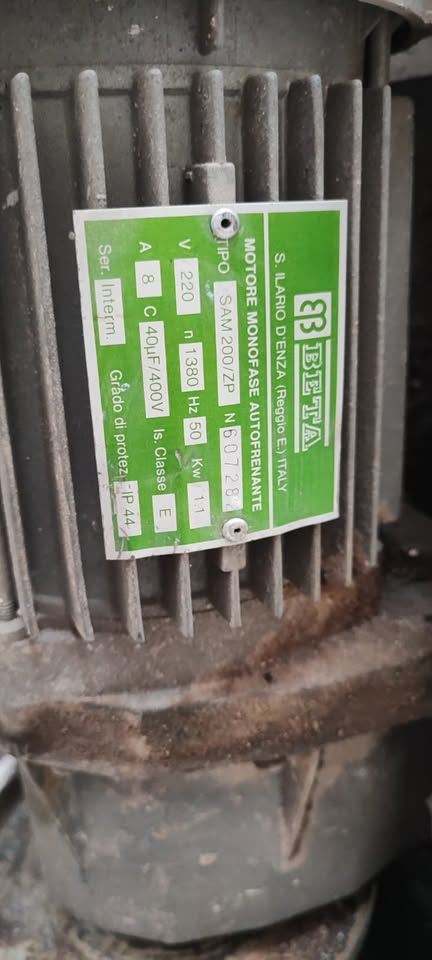 BETA
S. ILARIO D'ENZA (Reggio E.) ITALY
MOTORE MONOFASE AUTOFRENANTE
TIPO SAM 200/ZP N
V 220 n 1380 Hz 50 Kw 1,1
A 8 C 40µF/400V Is. Classe E
Ser. Interm. Grado di protez. IP 44